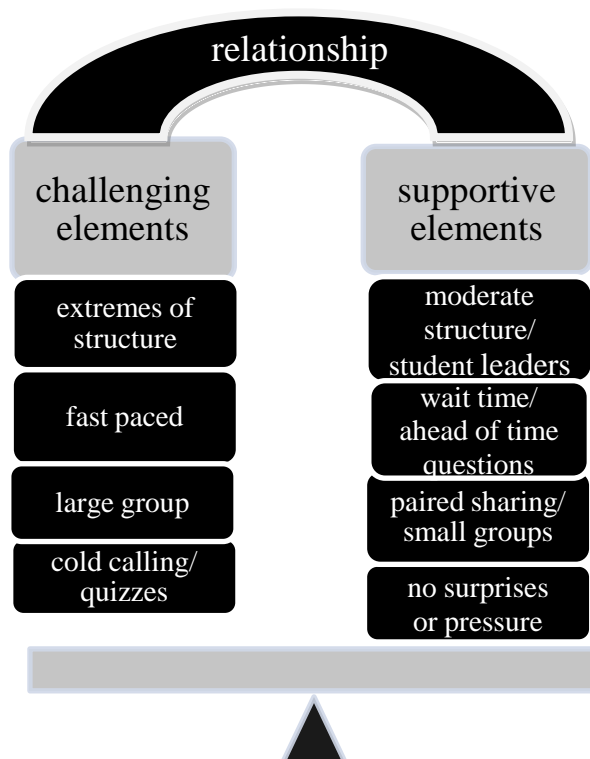 relationship
challenging
elements
extremes of
structure
fast paced
large group
cold calling/
quizzes
supportive
elements
moderate
structure/
student leaders
wait time/
ahead of time
questions
paired sharing/
small groups
no surprises
or pressure